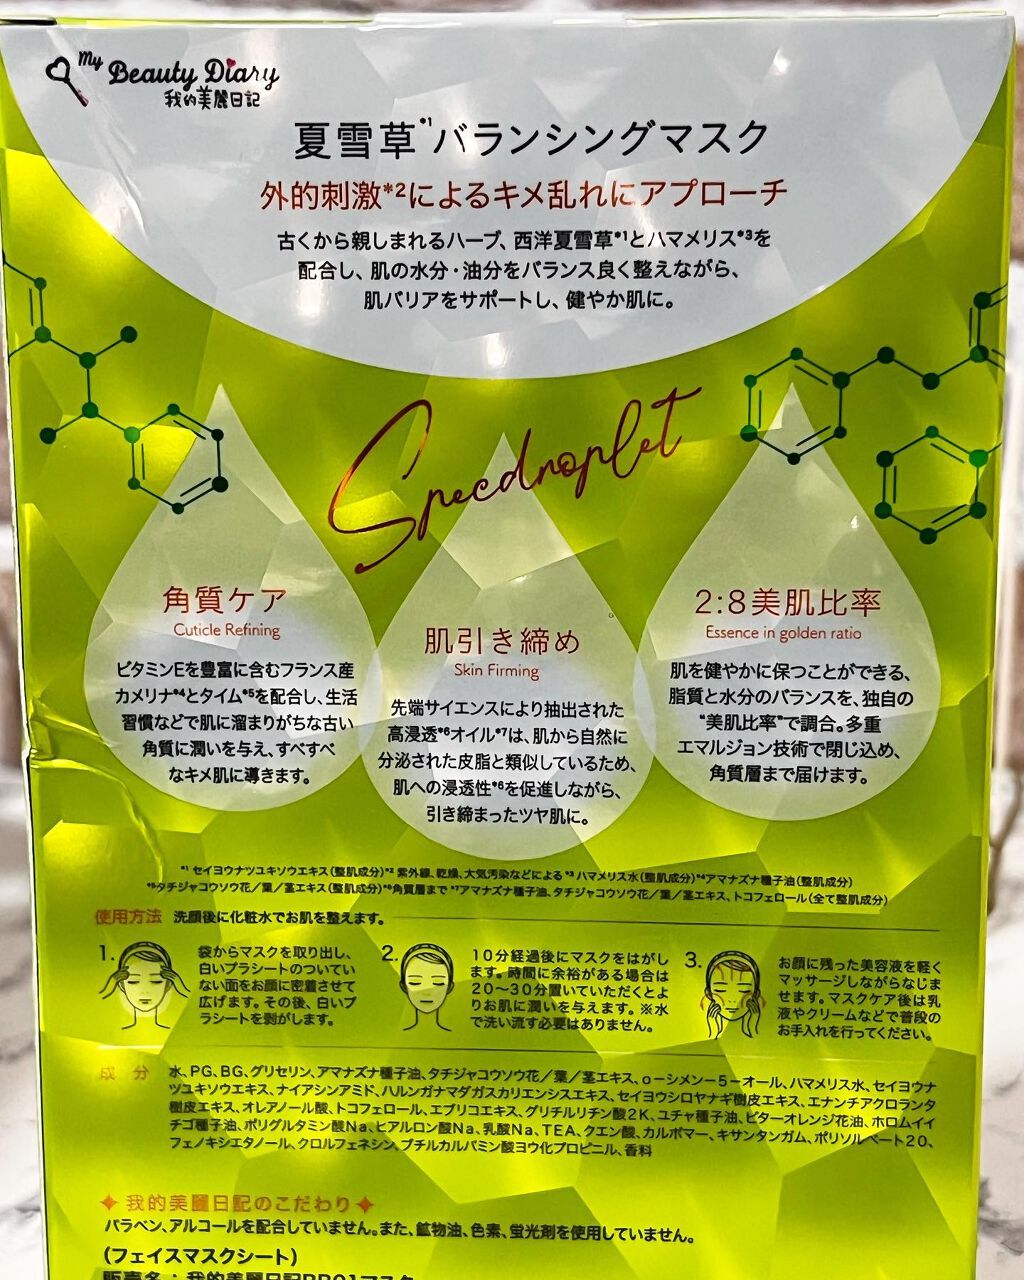 my Beauty Diary
我的美麗日記
夏雪草*1バランシングマスク
外的刺激*2によるキメ乱れにアプローチ
古くから親しまれるハーブ、西洋夏雪草*1とハマメリス*3を
配合し、肌の水分・油分をバランス良く整えながら、
肌バリアをサポートし、健やか肌に。
Specdroplet
角質ケア
Cuticle Refining
ビタミンEを豊富に含むフランス産
カメリナ*4とタイム*5を配合し、生活
習慣などで肌に溜まりがちな古い
角質に潤いを与え、すべすべ
なキメ肌に導きます。
肌引き締め
Skin Firming
先端サイエンスにより抽出された
高浸透*6オイル*7は、肌から自然に
分泌された皮脂と類似しているため、
肌への浸透性*6を促進しながら、
引き締まったツヤ肌に。
2:8美肌比率
Essence in golden ratio
肌を健やかに保つことができる、
脂質と水分のバランスを、独自の
“美肌比率”で調合。多重
エマルジョン技術で閉じ込め、
角質層まで届けます。
*1 セイヨウナツユキソウエキス(整肌成分)*2 紫外線、乾燥、大気汚染などによる *3 ハマメリス水(整肌成分)*4アマナズナ種子油(整肌成分)
*5タチジャコウソウ花/葉/茎エキス(整肌成分)*6角質層まで *7アマナズナ種子油、タチジャコウソウ花/葉/茎エキス、トコフェロール(全て整肌成分)
使用方法 洗顔後に化粧水でお肌を整えます。
1.
袋からマスクを取り出し、
白いプラシートのついてい
ない面をお顔に密着させて
広げます。その後、白いプ
ラシートを剥がします。
2.
10分経過後にマスクをはがし
ます。時間に余裕がある場合は
20〜30分置いていただくとよ
りお肌に潤いを与えます。※水
で洗い流す必要はありません。
3.
お顔に残った美容液を軽く
マッサージしながらなじま
せます。マスクケア後は乳
液やクリームなどで普段の
お手入れを行ってください。
成分 水、PG、BG、グリセリン、アマナズナ種子油、タチジャコウソウ花/葉/茎エキス、o-シメン-5-オール、ハマメリス水、セイヨウナ
ツユキソウエキス、ナイアシンアミド、ハルンガナマダガスカリエンシスエキス、セイヨウシロヤナギ樹皮エキス、エナンチアクロランタ
樹皮エキス、オレアノール酸、トコフェロール、エプリコエキス、グリチルリチン酸2K、ユチャ種子油、ビターオレンジ花油、ホロムイイ
チゴ種子油、ポリグルタミン酸Na、ヒアルロン酸Na、乳酸Na、TEA、クエン酸、カルボマー、キサンタンガム、ポリソルベート20、
フェノキシエタノール、クロルフェネシン、ブチルカルバミン酸ヨウ化プロピニル、香料
我的美麗日記のこだわり
パラベン、アルコールを配合していません。また、鉱物油、色素、蛍光剤を使用していません。
(フェイスマスクシート)
販売名:我的美麗日記BB01マスク